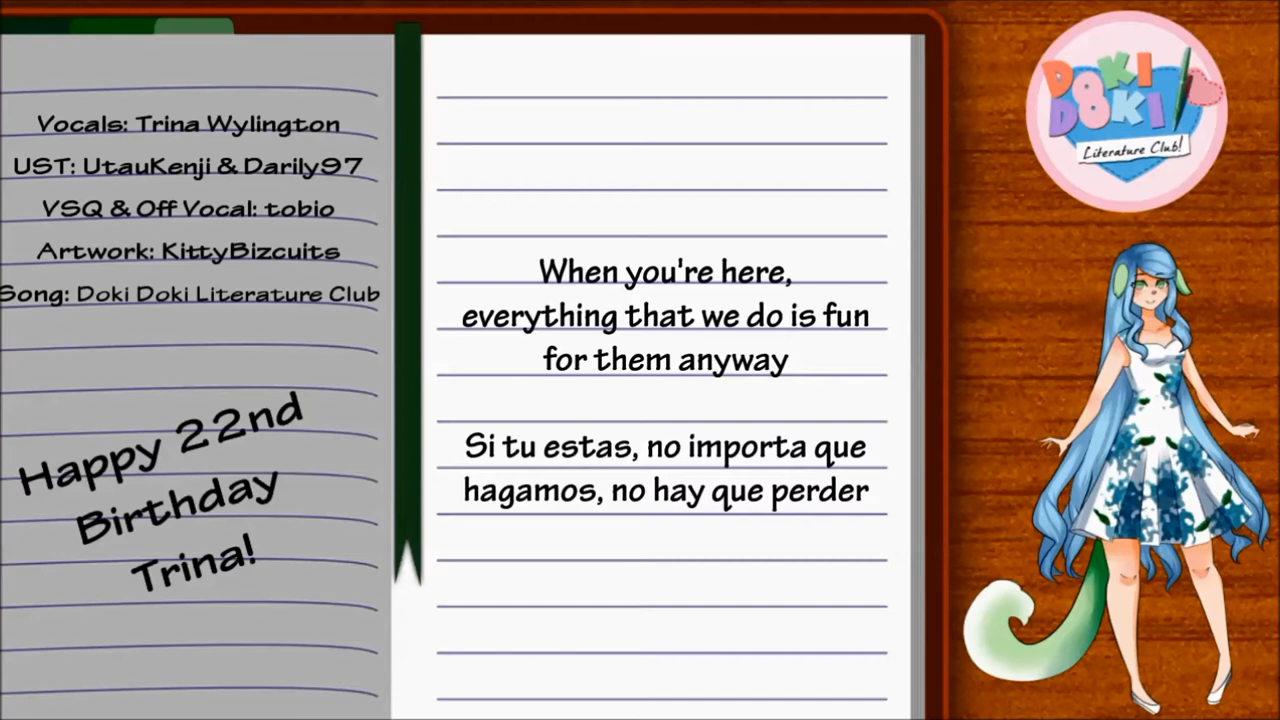 Vocals: Trina Wylington
UST: UtauKenji & Darily97
VSQ & Off Vocal: tobio
Artwork: KittyBizcuits
Song: Doki Doki Literature Club
Happy 22nd
Birthday
Trina!
When you're here,
everything that we do is fun
for them anyway
Si tu estas, no importa que
hagamos, no hay que perder
DOKI
DOKI
Literature Club!